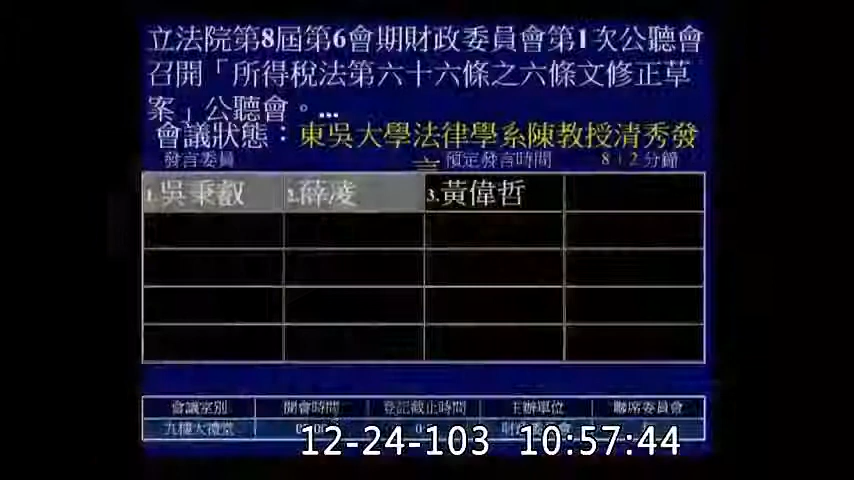 立法院第8屆第6會期財政委員會第1次公聽會
召開「所得稅法第六十六條之六條文修正草
案」公聽會。...
會議狀態：東吳大學法律學系陳教授清秀發
言
發言委員 預定發言時間 8+2分鐘
1.吳秉叡 2.薛凌 3.黃偉哲
會議室別 開會時間 登記截止時間 主辦單位 聯席委員會
九樓大禮堂
12-24-103 10:57:44